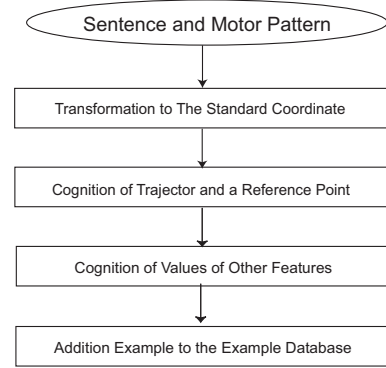 Sentence and Motor Pattern
Transformation to The Standard Coordinate
Cognition of Trajector and a Reference Point
Cognition of Values of Other Features
Addition Example to the Example Database